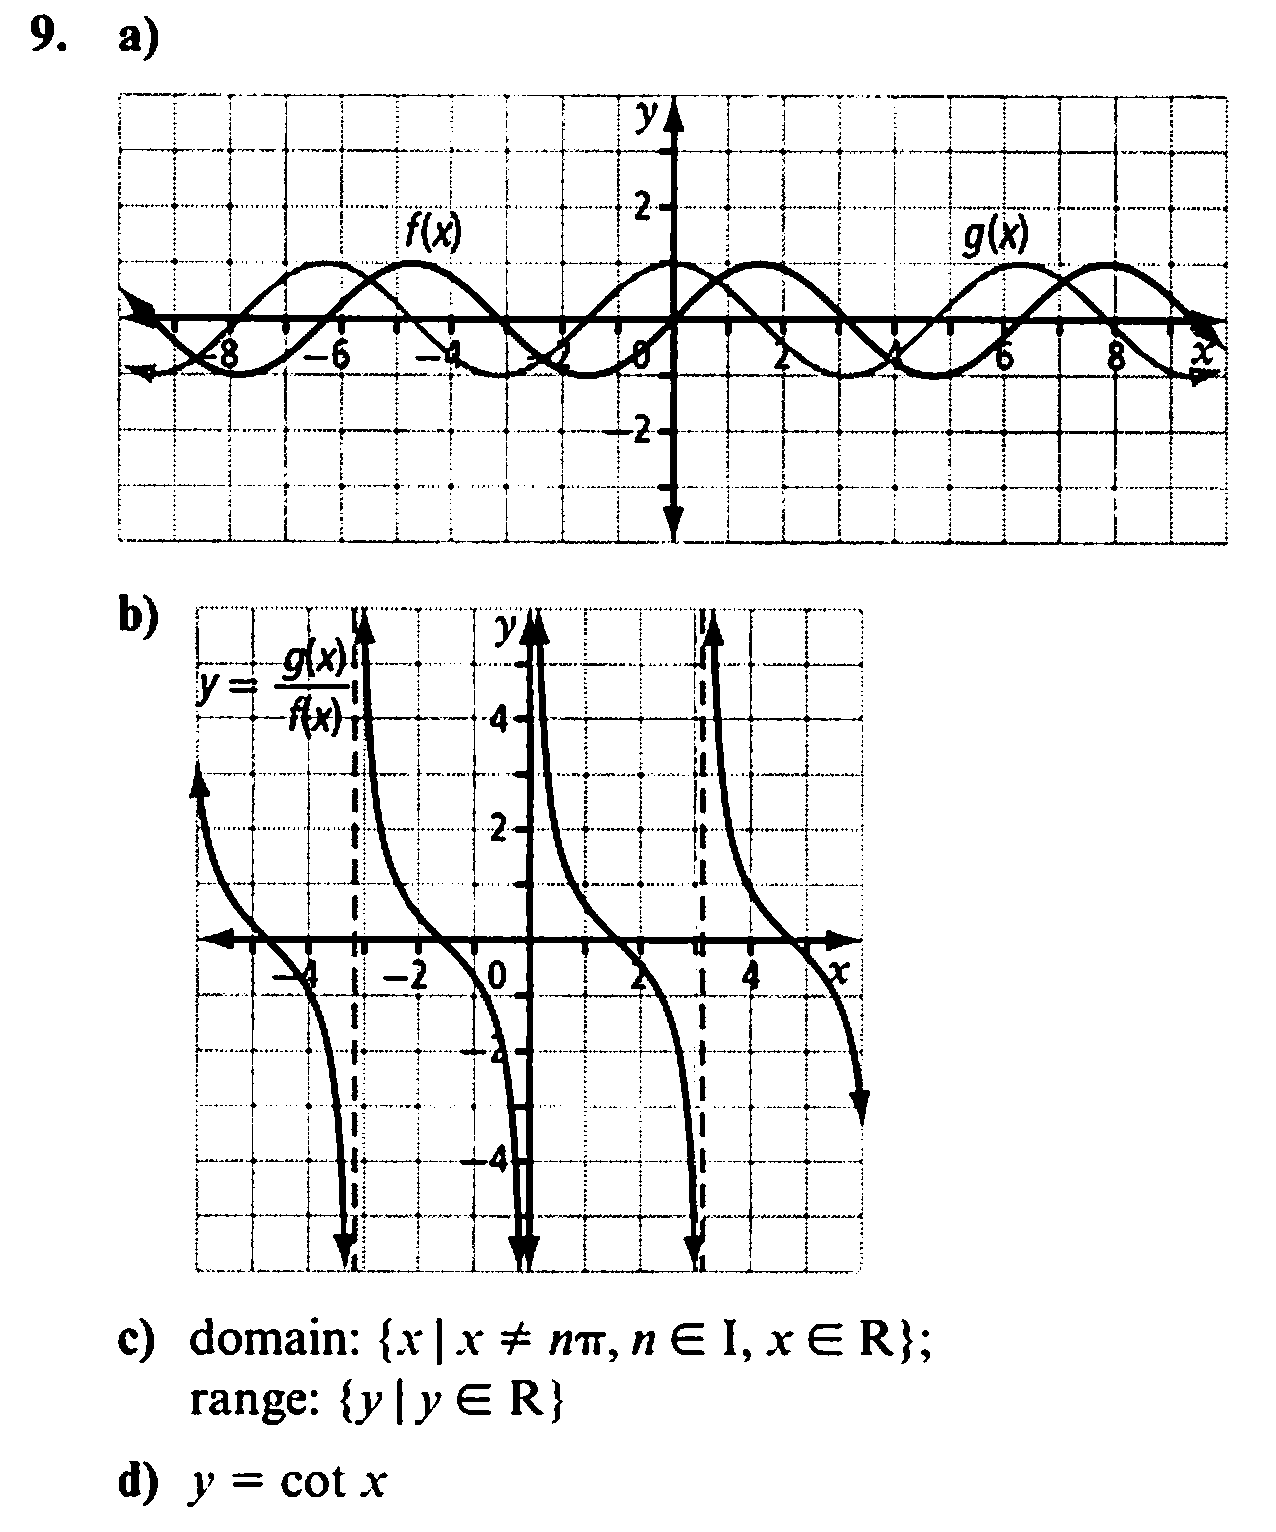 9. a)
y
2
f(x) g(x)
−8 −6 −4 −2 0 2 4 6 8 x
−2
b)
y
y = g(x)/f(x)
4
2
−4 −2 0 2 4 x
−2
−4
c) domain: {x | x ≠ nπ, n ∈ I, x ∈ R};
range: {y | y ∈ R}
d) y = cot x